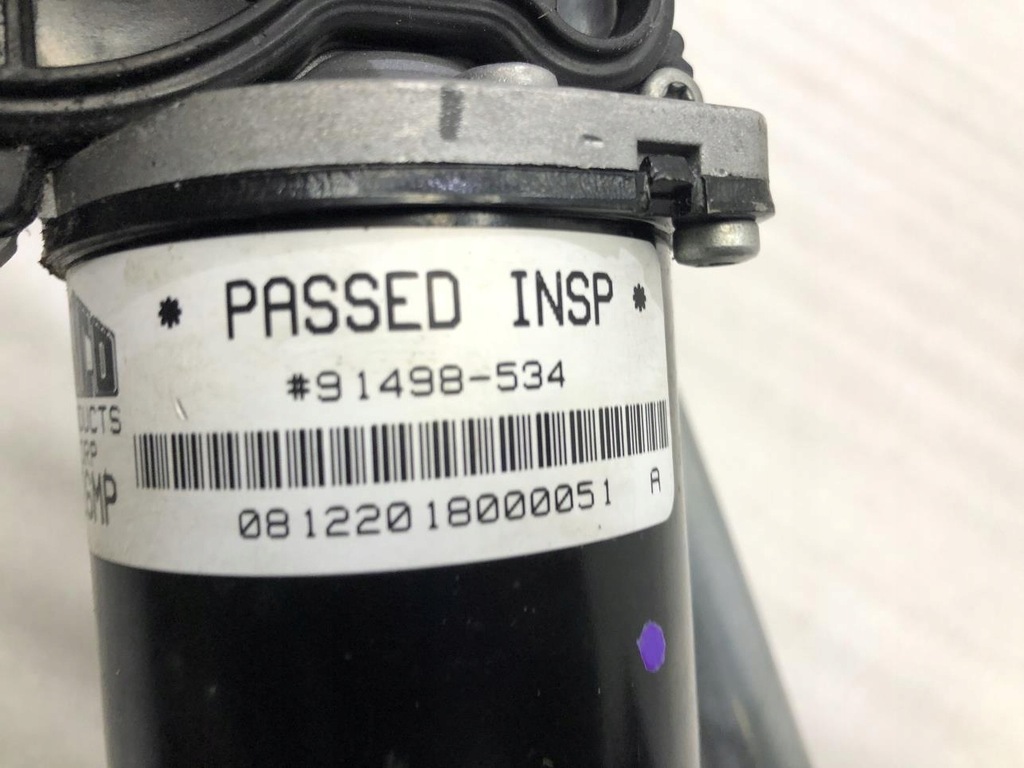 * PASSED INSP *
#91498-534
08122018000051 A